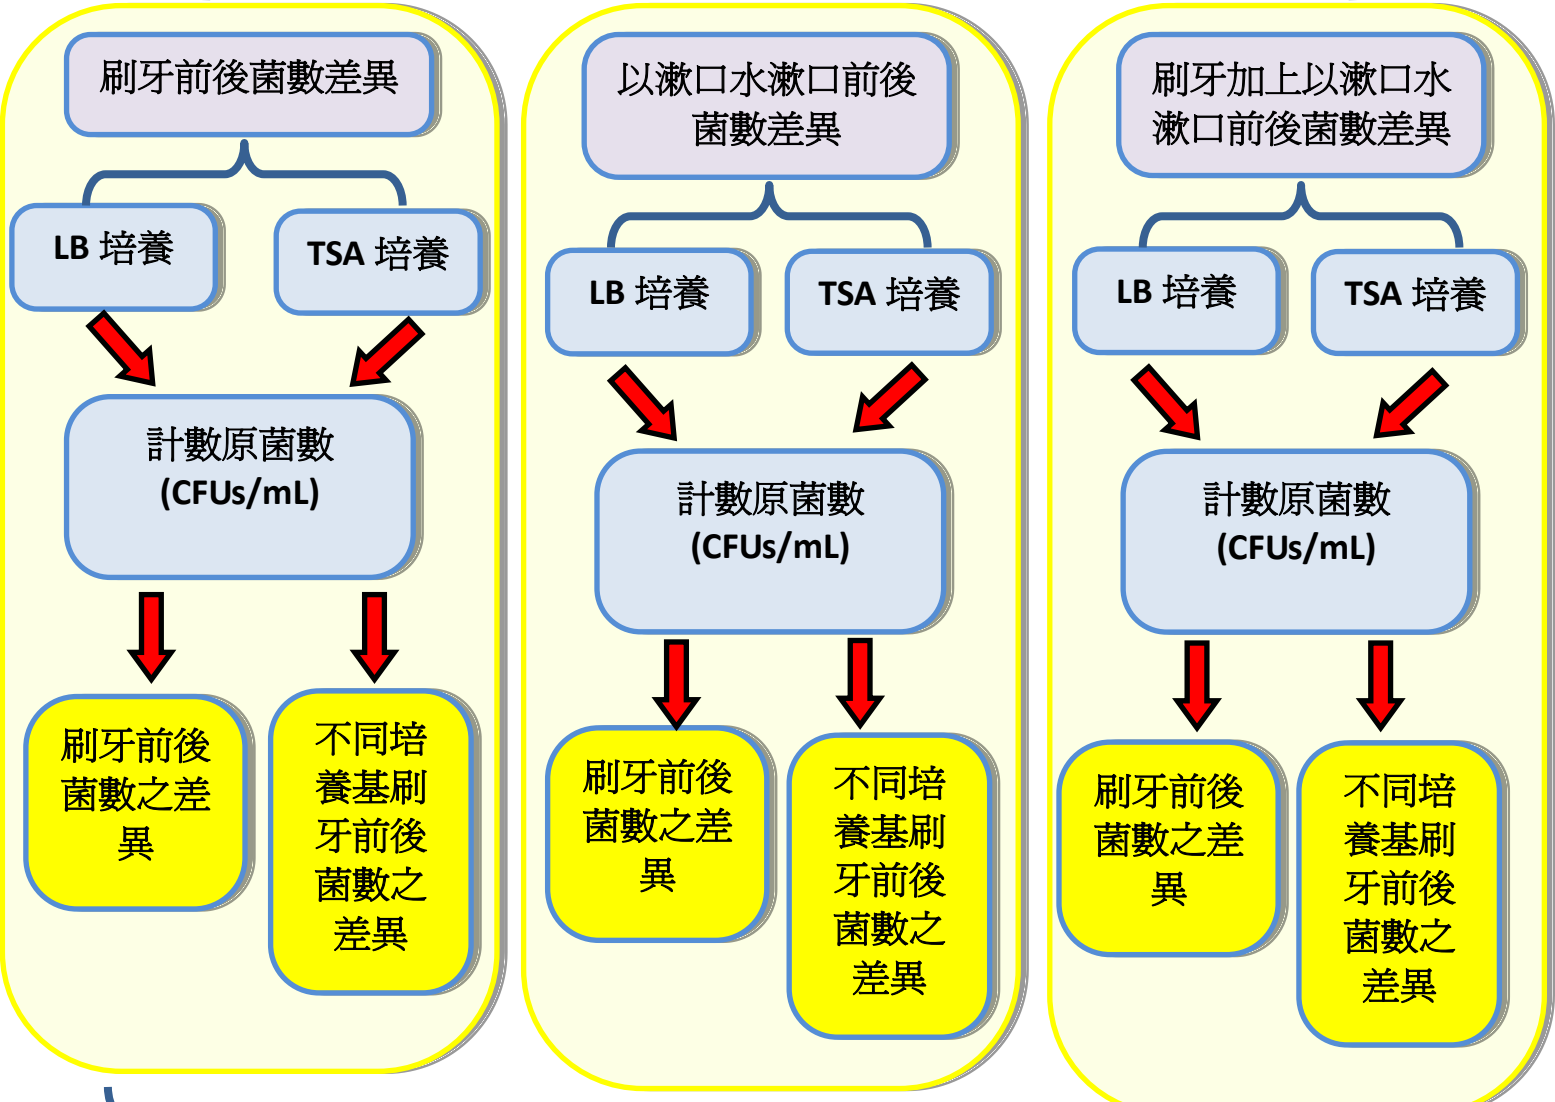 刷牙前後菌數差異
LB 培養
TSA 培養
計數原菌數
(CFUs/mL)
刷牙前後
菌數之差
異
不同培
養基刷
牙前後
菌數之
差異
以漱口水漱口前後
菌數差異
LB 培養
TSA 培養
計數原菌數
(CFUs/mL)
刷牙前後
菌數之差
異
不同培
養基刷
牙前後
菌數之
差異
刷牙加上以漱口水
漱口前後菌數差異
LB 培養
TSA 培養
計數原菌數
(CFUs/mL)
刷牙前後
菌數之差
異
不同培
養基刷
牙前後
菌數之
差異